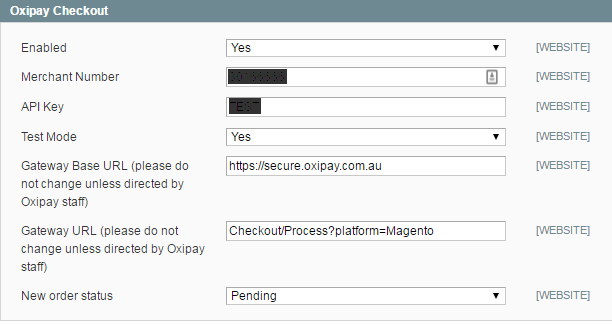 Oxipay Checkout
Enabled Yes [WEBSITE]
Merchant Number [WEBSITE]
API Key [WEBSITE]
Test Mode Yes [WEBSITE]
Gateway Base URL (please do https://secure.oxipay.com.au [WEBSITE]
not change unless directed by
Oxipay staff)
Gateway URL (please do not Checkout/Process?platform=Magento [WEBSITE]
change unless directed by Oxipay
staff)
New order status Pending [WEBSITE]